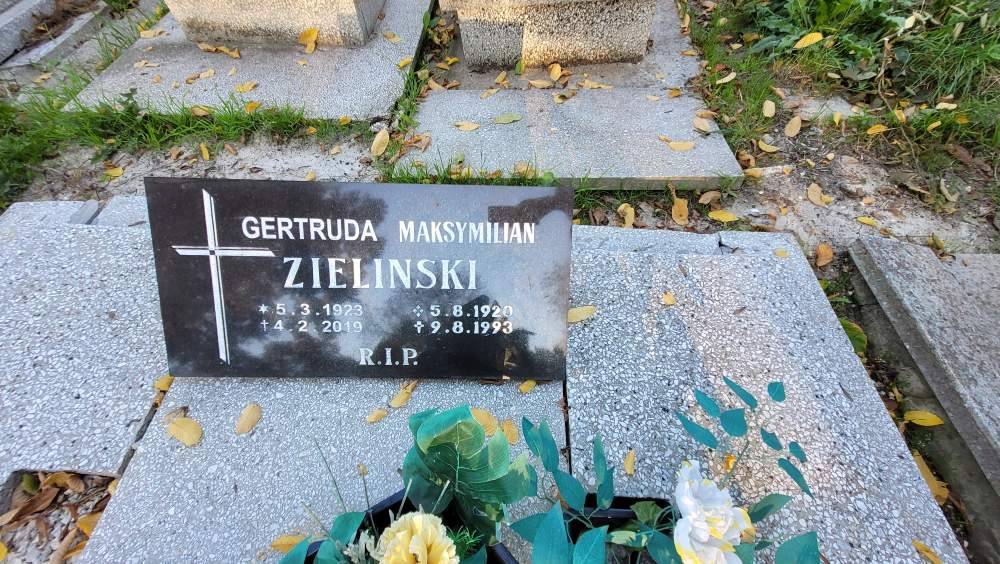 GERTRUDA MAKSYMILIAN
ZIELINSKI
* 5.3.1923 ⁘ 5.8.1920
† 4.2.2019 ✝ 9.8.1993
R.I.P.